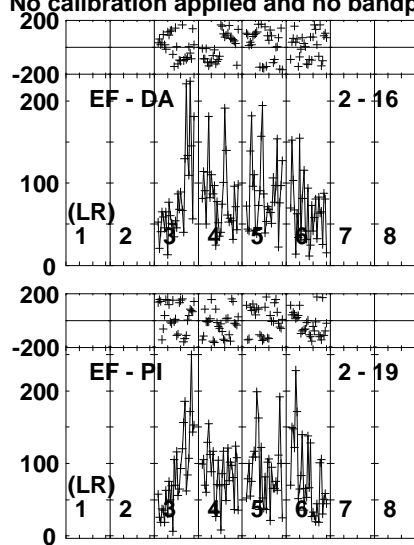 No calibration applied and no bandp
200
-200
200
EF - DA
2 - 16
100
(LR)
1 2 3 4 5 6 7 8
0
200
-200
EF - PI
2 - 19
200
100
(LR)
1 2 3 4 5 6 7 8
0